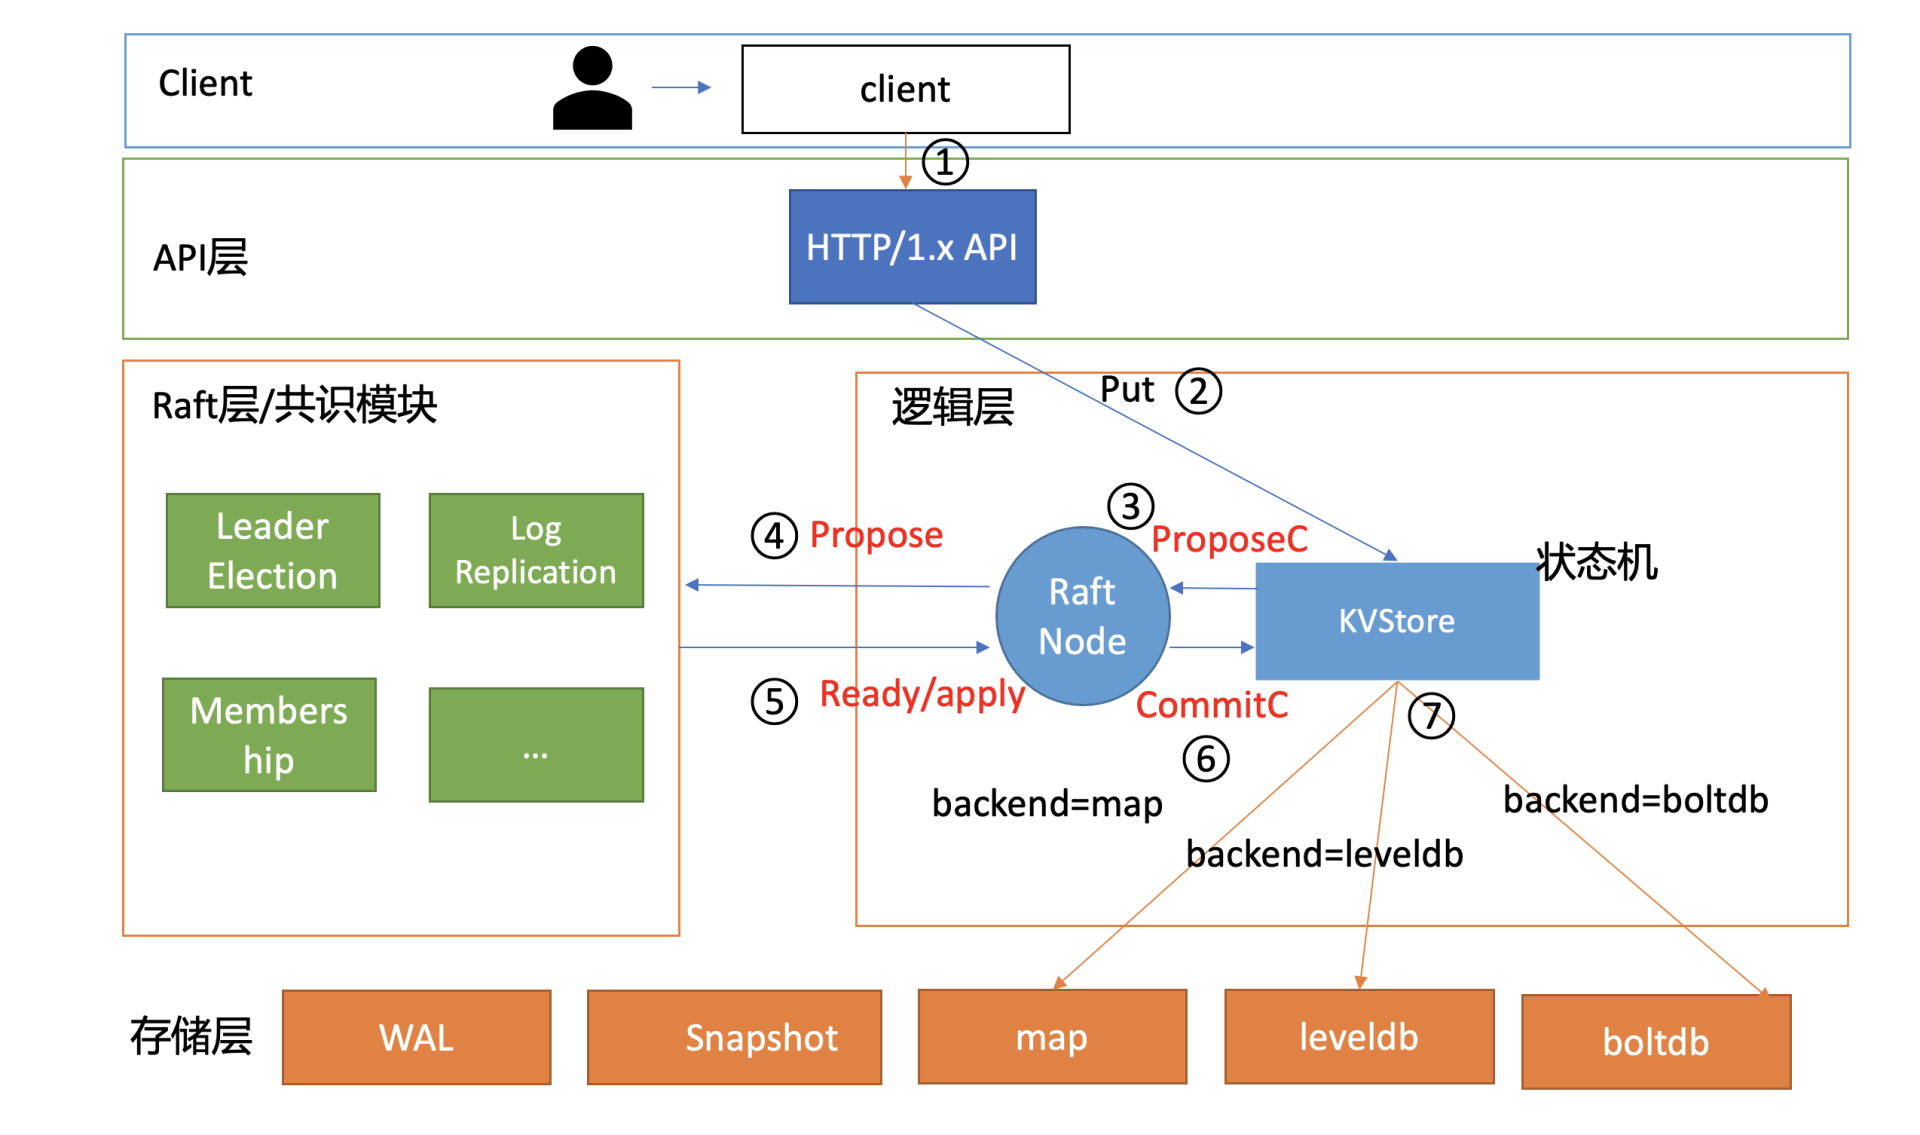 Client
client
①
API层
HTTP/1.x API
Put ②
Raft层/共识模块
逻辑层
Leader
Election
Log
Replication
Members
hip
...
④ Propose
③
ProposeC
Raft
Node
状态机
KVStore
⑤ Ready/apply
CommitC
⑥
⑦
backend=map
backend=leveldb
backend=boltdb
存储层
WAL
Snapshot
map
leveldb
boltdb